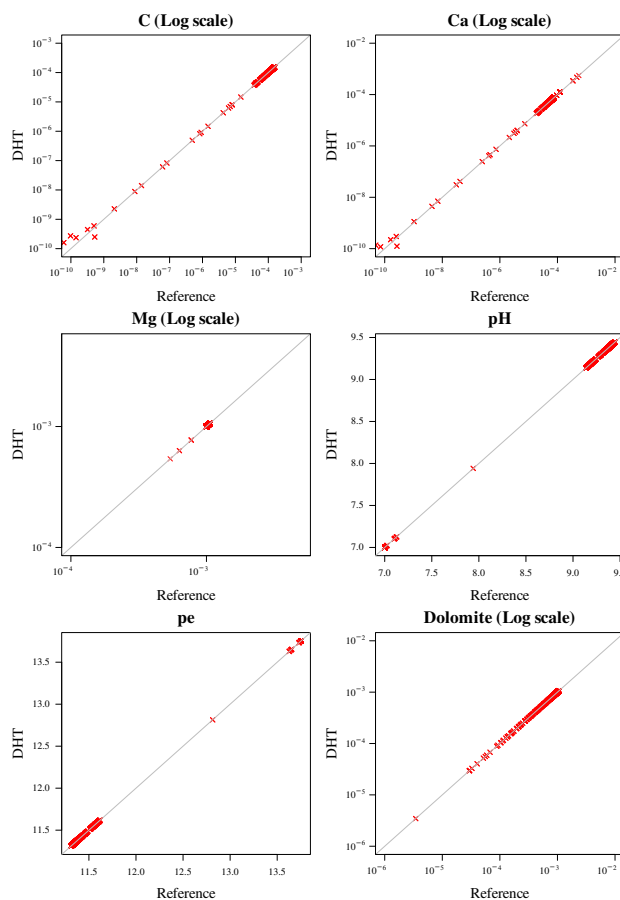 C (Log scale)
10⁻³
10⁻⁴
10⁻⁵
10⁻⁶
10⁻⁷
10⁻⁸
10⁻⁹
10⁻¹⁰
DHT
10⁻¹⁰ 10⁻⁹ 10⁻⁸ 10⁻⁷ 10⁻⁶ 10⁻⁵ 10⁻⁴ 10⁻³
Reference
Ca (Log scale)
10⁻²
10⁻⁴
10⁻⁶
10⁻⁸
10⁻¹⁰
DHT
10⁻¹⁰ 10⁻⁸ 10⁻⁶ 10⁻⁴ 10⁻²
Reference
Mg (Log scale)
10⁻³
10⁻⁴
DHT
10⁻⁴ 10⁻³
Reference
pH
9.5
9.0
8.5
8.0
7.5
7.0
DHT
7.0 7.5 8.0 8.5 9.0 9.5
Reference
pe
13.5
13.0
12.5
12.0
11.5
DHT
11.5 12.0 12.5 13.0 13.5
Reference
Dolomite (Log scale)
10⁻²
10⁻³
10⁻⁴
10⁻⁵
10⁻⁶
DHT
10⁻⁶ 10⁻⁵ 10⁻⁴ 10⁻³ 10⁻²
Reference